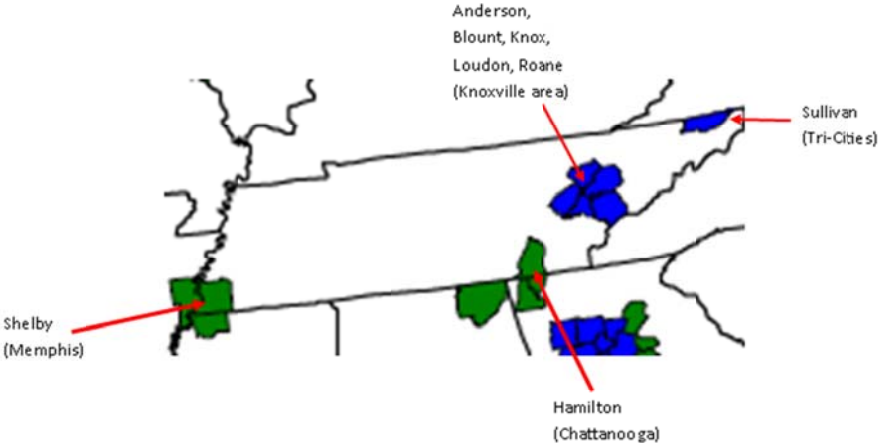 Anderson,
Blount, Knox,
Loudon, Roane
(Knoxville area)
Sullivan
(Tri-Cities)
Shelby
(Memphis)
Hamilton
(Chattanooga)